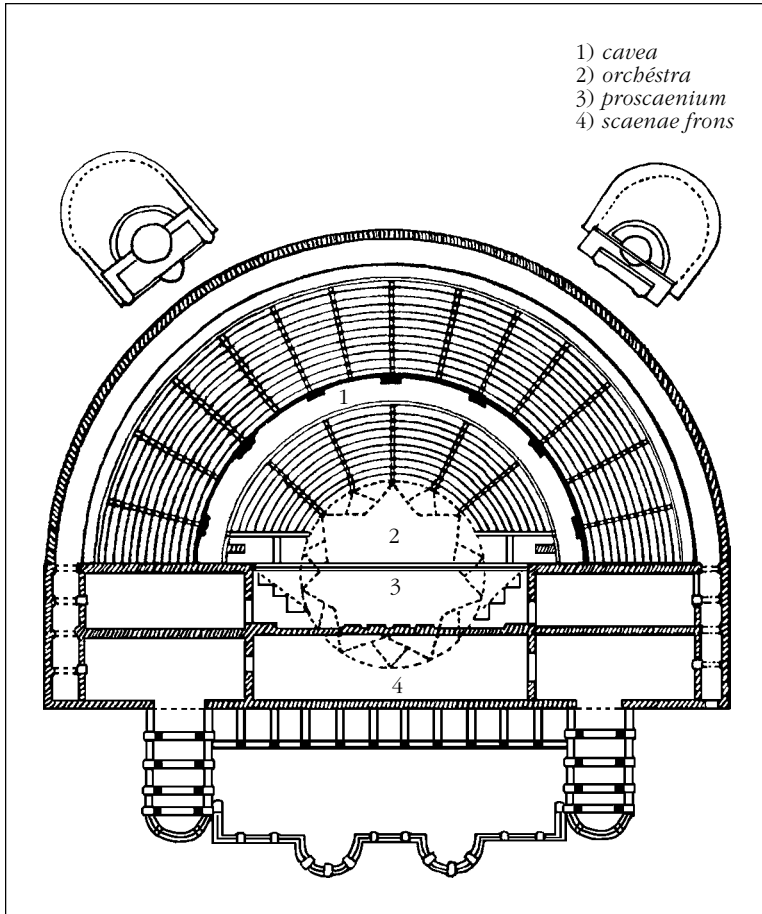 1) cavea
2) orchéstra
3) proscaenium
4) scaenae frons
1
2
3
4